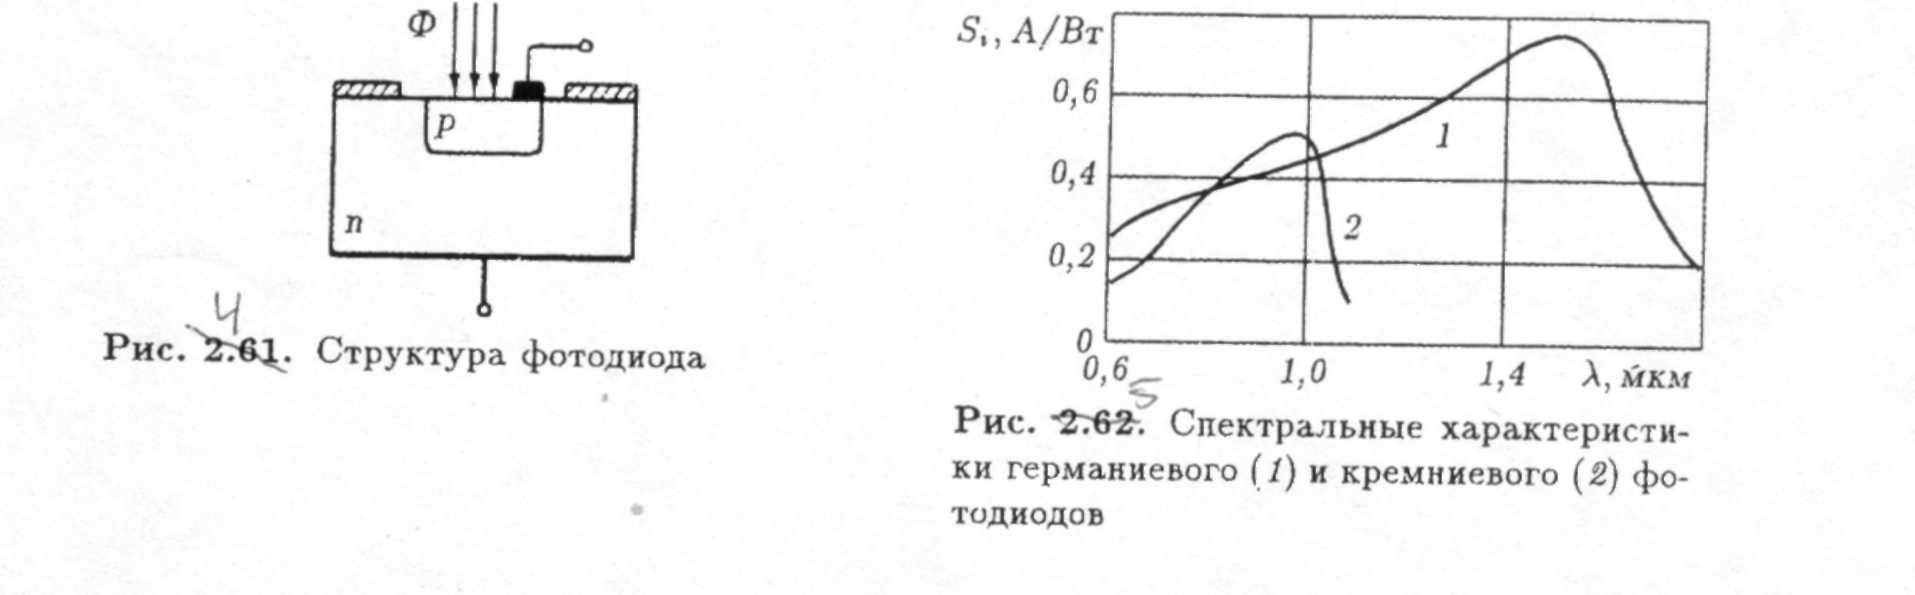 Ф
p
n
4
Рис. 2.61. Структура фотодиода
S_i, А/Вт
0,6
0,4
0,2
0
1
2
0,6 1,0 1,4 λ, мкм
5
Рис. 2.62. Спектральные характеристи-
ки германиевого (1) и кремниевого (2) фо-
тодиодов